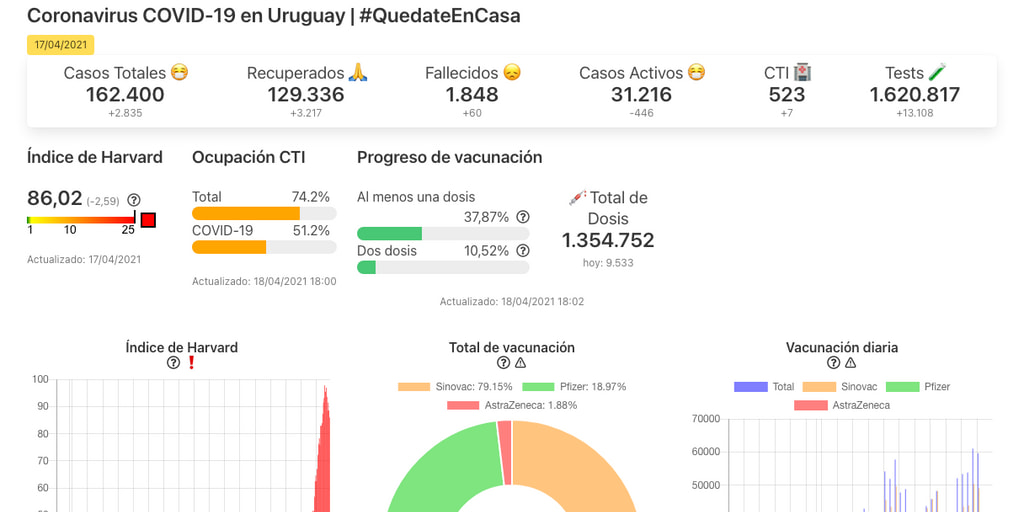 Coronavirus COVID-19 en Uruguay | #QuedateEnCasa
17/04/2021
Casos Totales 😷 Recuperados 🙏 Fallecidos 😞 Casos Activos 😷 CTI 🏥 Tests 🧪
162.400 129.336 1.848 31.216 523 1.620.817
+2.835 +3.217 +60 -446 +7 +13.108
Índice de Harvard
86,02 (-2,59)
1 10 25
Actualizado: 17/04/2021
Ocupación CTI
Total 74.2%
COVID-19 51.2%
Actualizado: 18/04/2021 18:00
Progreso de vacunación
Al menos una dosis
37,87%
Dos dosis 10,52%
💉 Total de
Dosis
1.354.752
hoy: 9.533
Actualizado: 18/04/2021 18:02
Índice de Harvard
❗
100
90
80
70
60
Total de vacunación
Sinovac: 79.15% Pfizer: 18.97%
AstraZeneca: 1.88%
Vacunación diaria
Total Sinovac Pfizer
AstraZeneca
70000
60000
50000